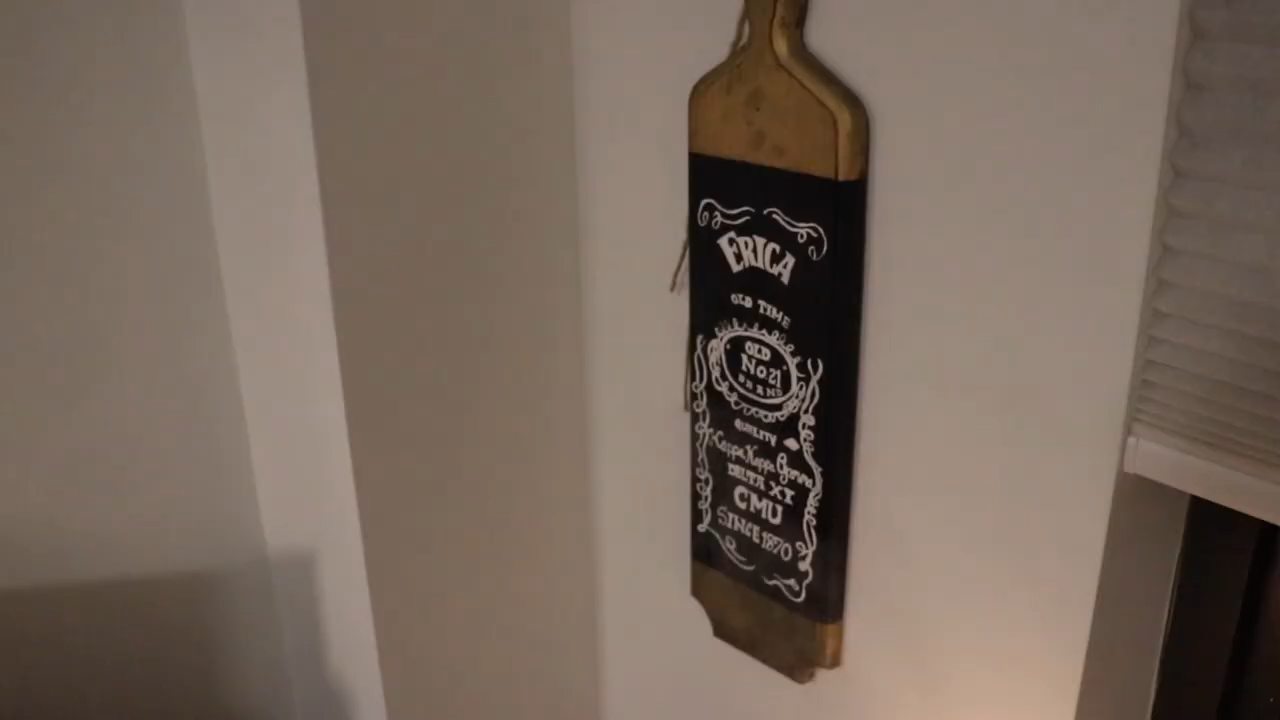 ERICA
OLD TIME
OLD
No.21
BRAND
QUALITY
Kappa Kappa Gamma
DELTA XI
CMU
SINCE 1870